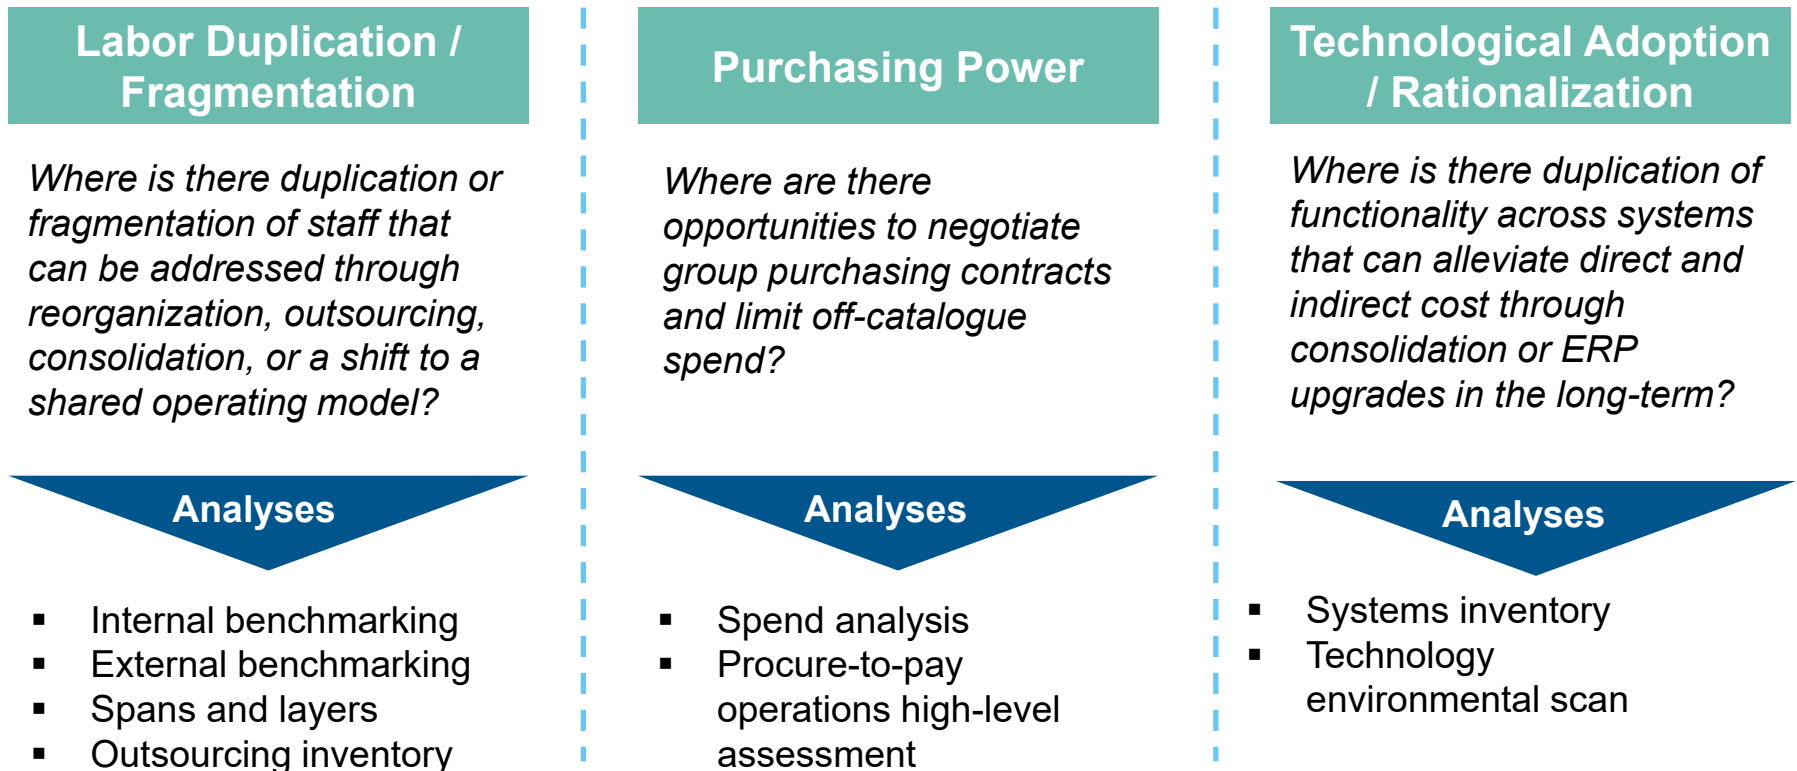 Labor Duplication /
Fragmentation
Where is there duplication or
fragmentation of staff that
can be addressed through
reorganization, outsourcing,
consolidation, or a shift to a
shared operating model?
Analyses
▪ Internal benchmarking
▪ External benchmarking
▪ Spans and layers
▪ Outsourcing inventory
Purchasing Power
Where are there
opportunities to negotiate
group purchasing contracts
and limit off-catalogue
spend?
Analyses
▪ Spend analysis
▪ Procure-to-pay
operations high-level
assessment
Technological Adoption
/ Rationalization
Where is there duplication of
functionality across systems
that can alleviate direct and
indirect cost through
consolidation or ERP
upgrades in the long-term?
Analyses
▪ Systems inventory
▪ Technology
environmental scan